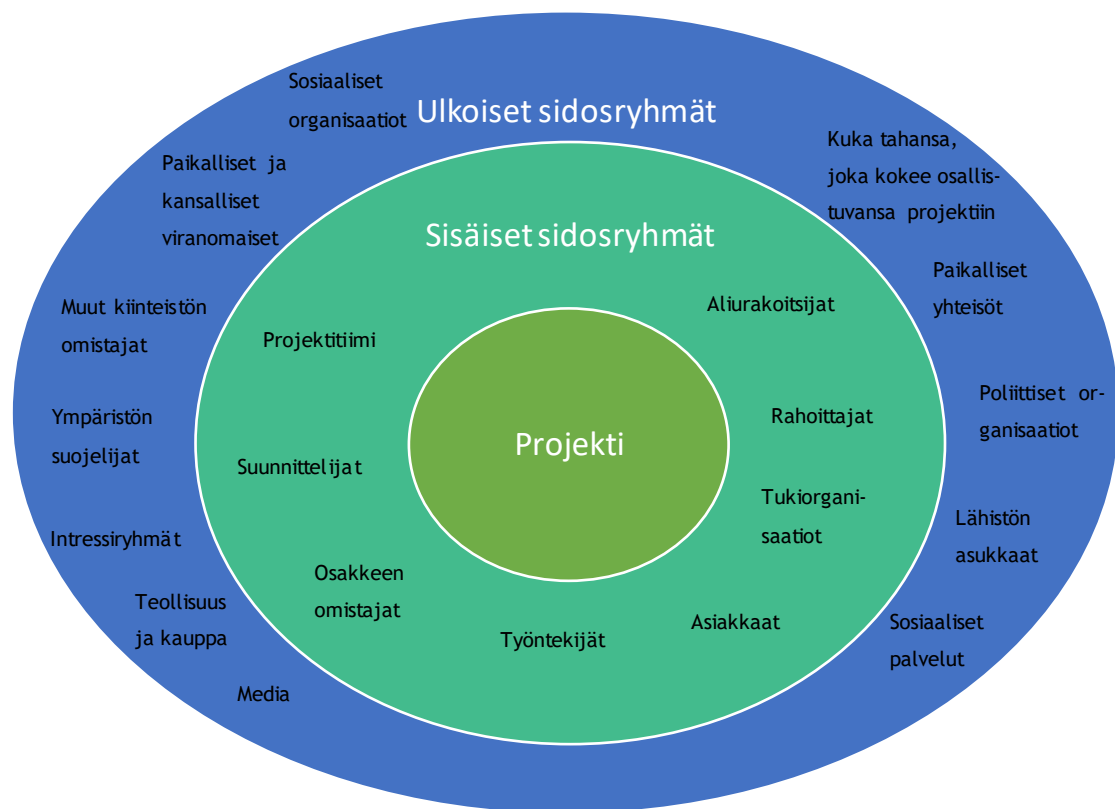 Sosiaaliset
organisaatiot
Ulkoiset sidosryhmät
Paikalliset ja
kansalliset
viranomaiset
Kuka tahansa,
joka kokee osallis-
tuvansa projektiin
Muut kiinteistön
omistajat
Paikalliset
yhteisöt
Ympäristön
suojelijat
Poliittiset or-
ganisaatiot
Intressiryhmät
Lähistön
asukkaat
Teollisuus
ja kauppa
Sosiaaliset
palvelut
Media
Sisäiset sidosryhmät
Projektitiimi
Aliurakoitsijat
Suunnittelijat
Rahoittajat
Tukiorgani-
saatiot
Osakkeen
omistajat
Työntekijät
Asiakkaat
Projekti